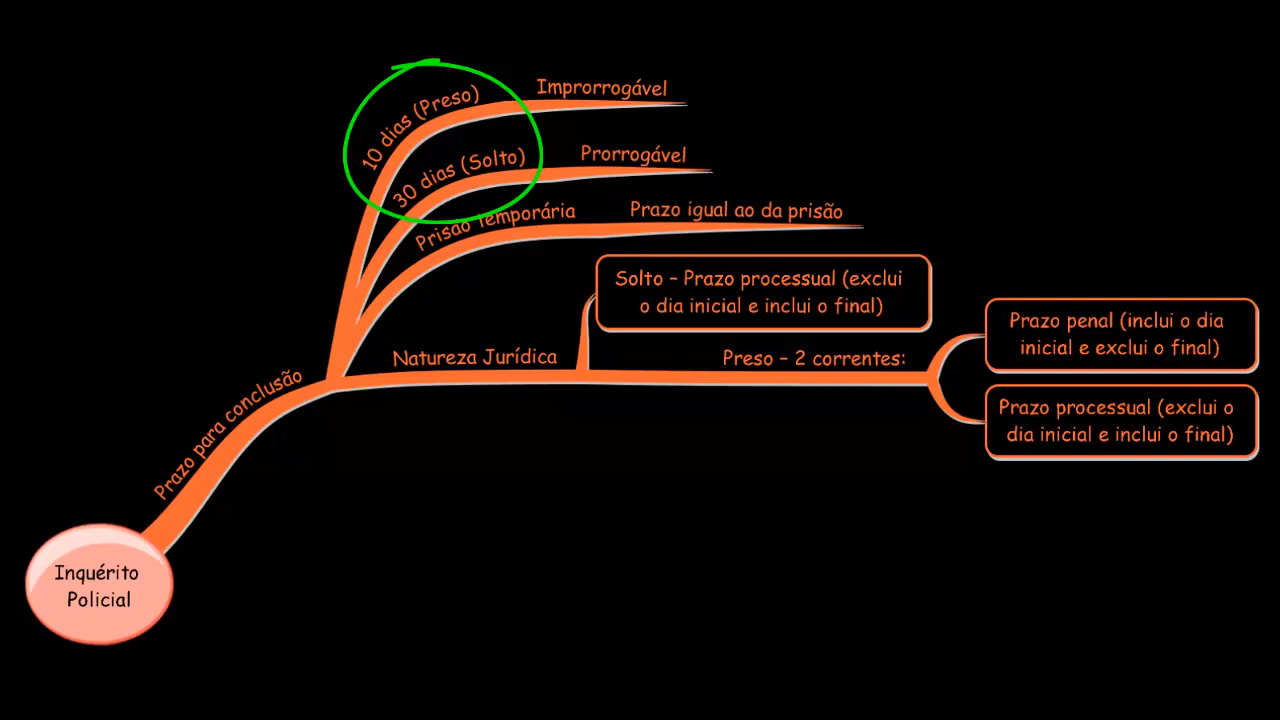 Improrrogável
10 dias (Preso)
Prorrogável
30 dias (Solto)
Prazo igual ao da prisão
Prisão Temporária
Solto – Prazo processual (exclui
o dia inicial e inclui o final)
Natureza Jurídica
Preso – 2 correntes:
Prazo penal (inclui o dia
inicial e exclui o final)
Prazo processual (exclui o
dia inicial e inclui o final)
Prazo para conclusão
Inquérito
Policial